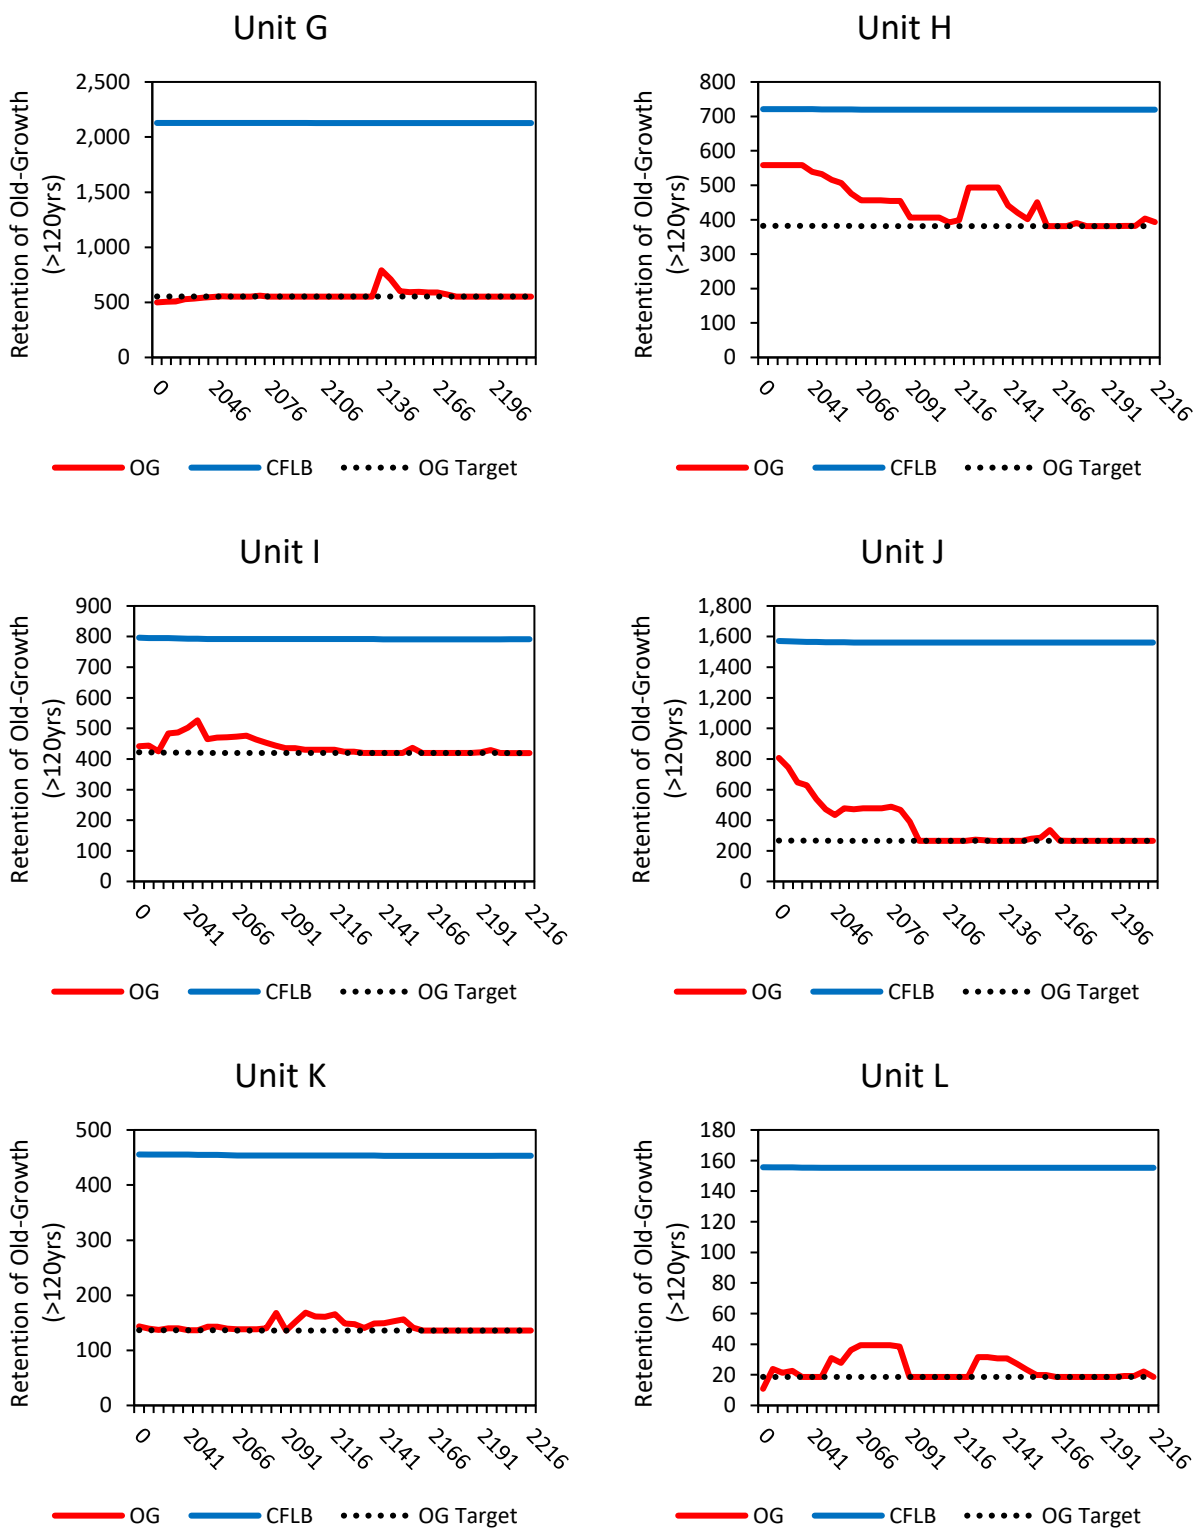 Unit G
Retention of Old-Growth
(>120yrs)
2,500
2,000
1,500
1,000
500
0
0 2046 2076 2106 2136 2166 2196
OG CFLB OG Target
Unit H
Retention of Old-Growth
(>120yrs)
800
700
600
500
400
300
200
100
0
0 2041 2066 2091 2116 2141 2166 2191 2216
OG CFLB OG Target
Unit I
Retention of Old-Growth
(>120yrs)
900
800
700
600
500
400
300
200
100
0
0 2041 2066 2091 2116 2141 2166 2191 2216
OG CFLB OG Target
Unit J
Retention of Old-Growth
(>120yrs)
1,800
1,600
1,400
1,200
1,000
800
600
400
200
0
0 2046 2076 2106 2136 2166 2196
OG CFLB OG Target
Unit K
Retention of Old-Growth
(>120yrs)
500
400
300
200
100
0
0 2041 2066 2091 2116 2141 2166 2191 2216
OG CFLB OG Target
Unit L
Retention of Old-Growth
(>120yrs)
180
160
140
120
100
80
60
40
20
0
0 2041 2066 2091 2116 2141 2166 2191 2216
OG CFLB OG Target